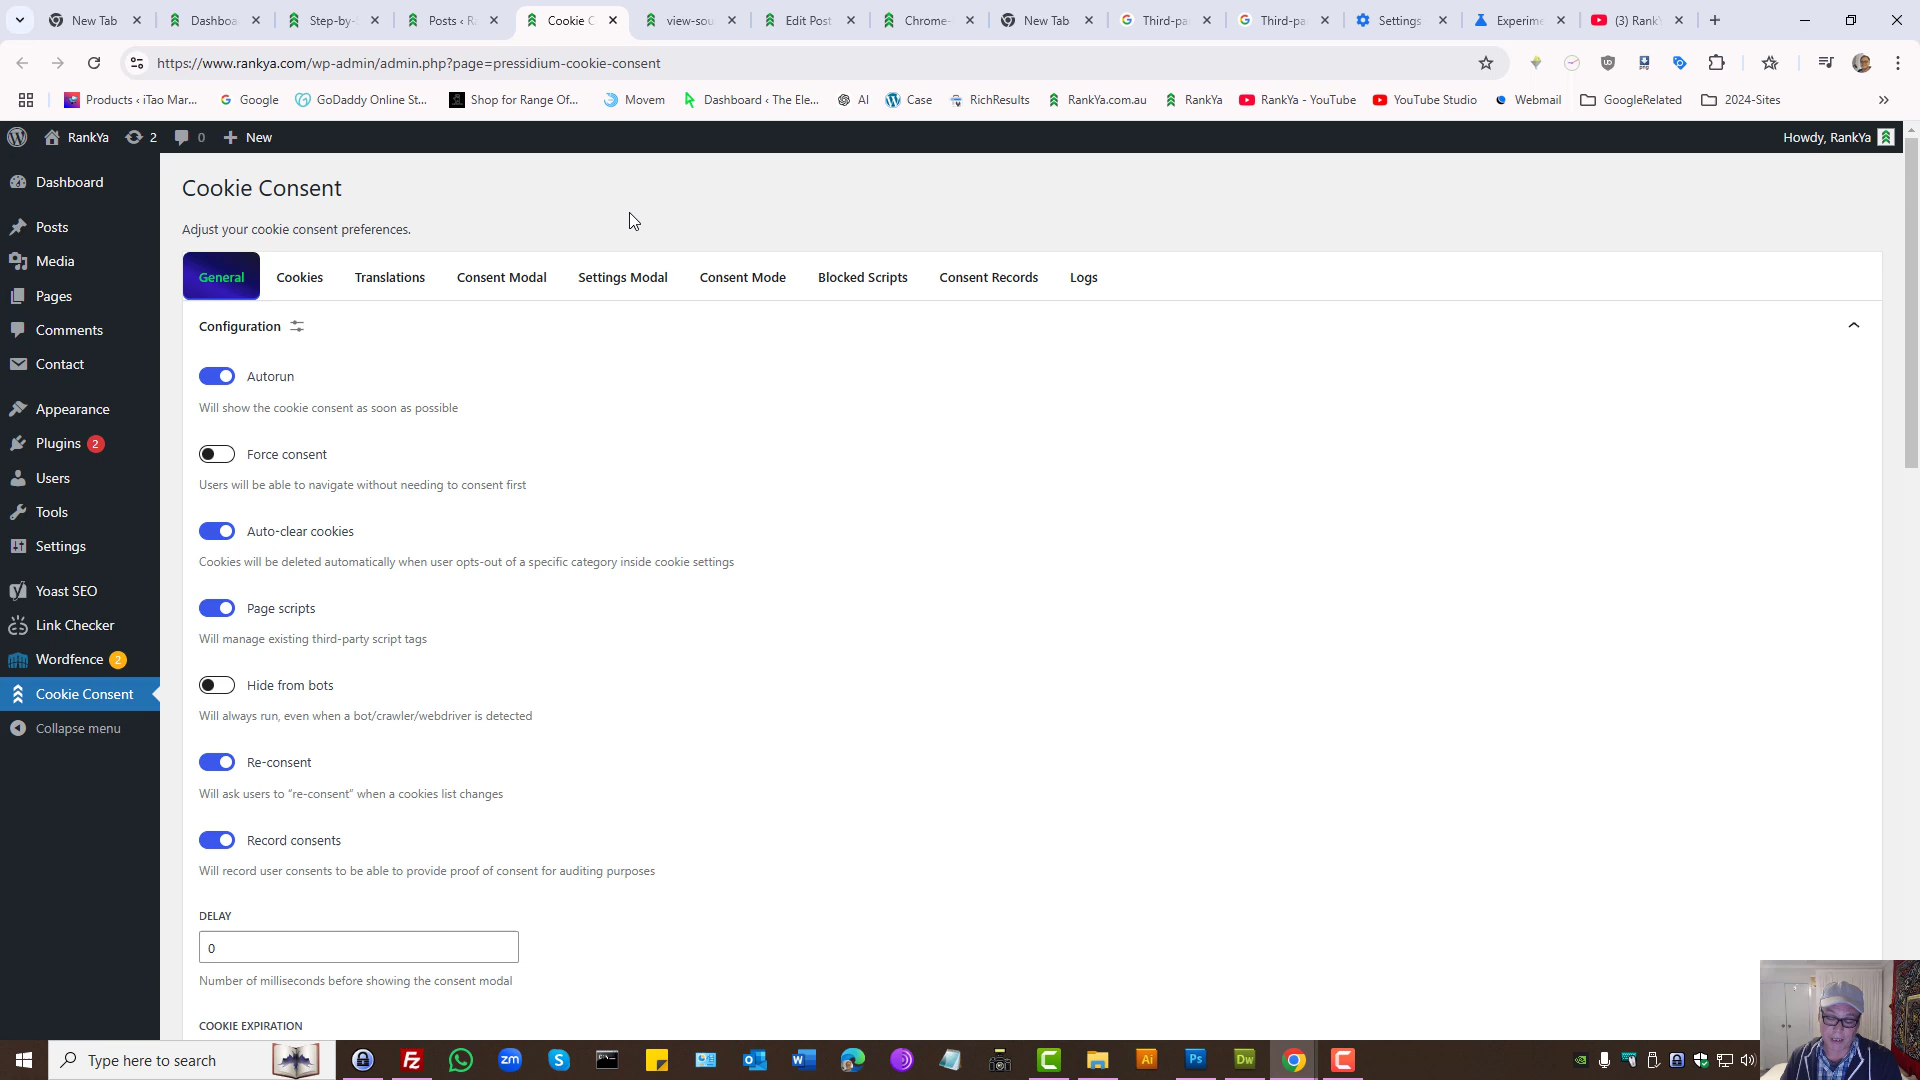 New Tab
Dashboa
Step-by-
Posts ‹ R
Cookie C
view-sou
Edit Post
Chrome-
New Tab
Third-pa
Third-pa
Settings
Experime
(3) Rank
https://www.rankya.com/wp-admin/admin.php?page=pressidium-cookie-consent
Products ‹ iTao Mar...
Google
GoDaddy Online St...
Shop for Range Of...
Movem
Dashboard ‹ The Ele...
AI
Case
RichResults
RankYa.com.au
RankYa
RankYa - YouTube
YouTube Studio
Webmail
GoogleRelated
2024-Sites
RankYa
2
0
New
Howdy, RankYa
Dashboard
Posts
Media
Pages
Comments
Contact
Appearance
Plugins 2
Users
Tools
Settings
Yoast SEO
Link Checker
Wordfence 2
Cookie Consent
Collapse menu
Cookie Consent
Adjust your cookie consent preferences.
General
Cookies
Translations
Consent Modal
Settings Modal
Consent Mode
Blocked Scripts
Consent Records
Logs
Configuration
Autorun
Will show the cookie consent as soon as possible
Force consent
Users will be able to navigate without needing to consent first
Auto-clear cookies
Cookies will be deleted automatically when user opts-out of a specific category inside cookie settings
Page scripts
Will manage existing third-party script tags
Hide from bots
Will always run, even when a bot/crawler/webdriver is detected
Re-consent
Will ask users to “re-consent” when a cookies list changes
Record consents
Will record user consents to be able to provide proof of consent for auditing purposes
DELAY
0
Number of milliseconds before showing the consent modal
COOKIE EXPIRATION
Type here to search